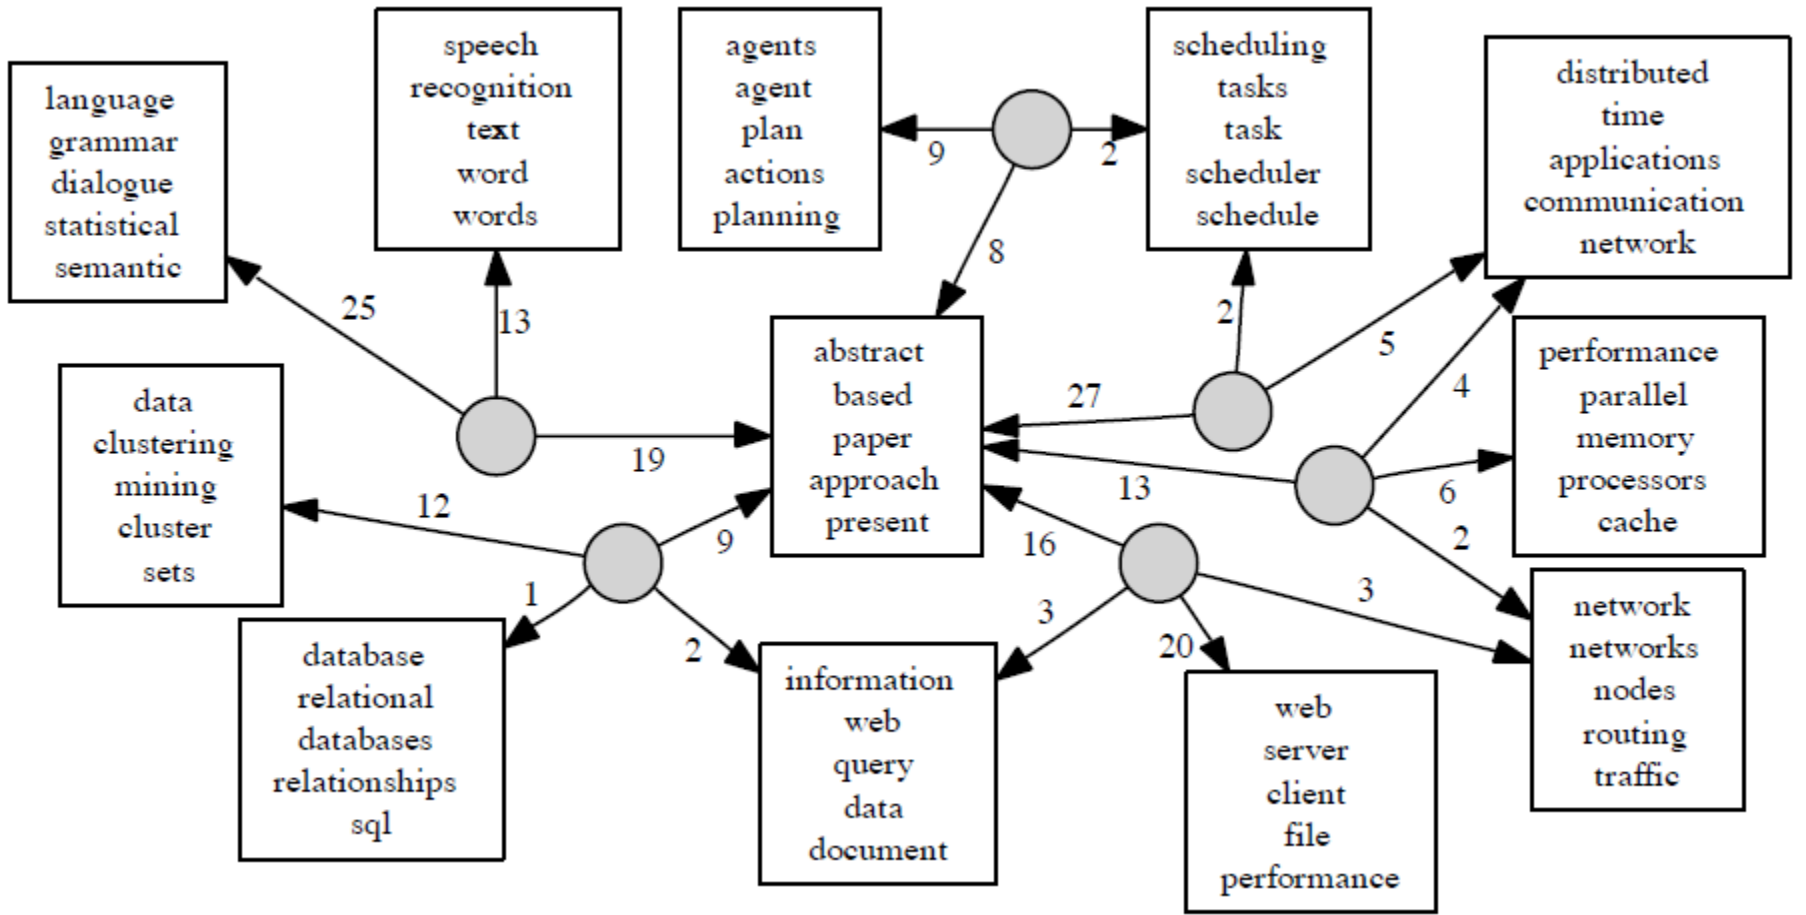 speech
recognition
text
word
words
agents
agent
plan
actions
planning
scheduling
tasks
task
scheduler
schedule
distributed
time
applications
communication
network
language
grammar
dialogue
statistical
semantic
9
2
8
25
13
2
5
4
abstract
based
paper
approach
present
performance
parallel
memory
processors
cache
data
clustering
mining
cluster
sets
27
19
13
6
12
9
16
2
1
2
3
20
3
database
relational
databases
relationships
sql
information
web
query
data
document
web
server
client
file
performance
network
networks
nodes
routing
traffic